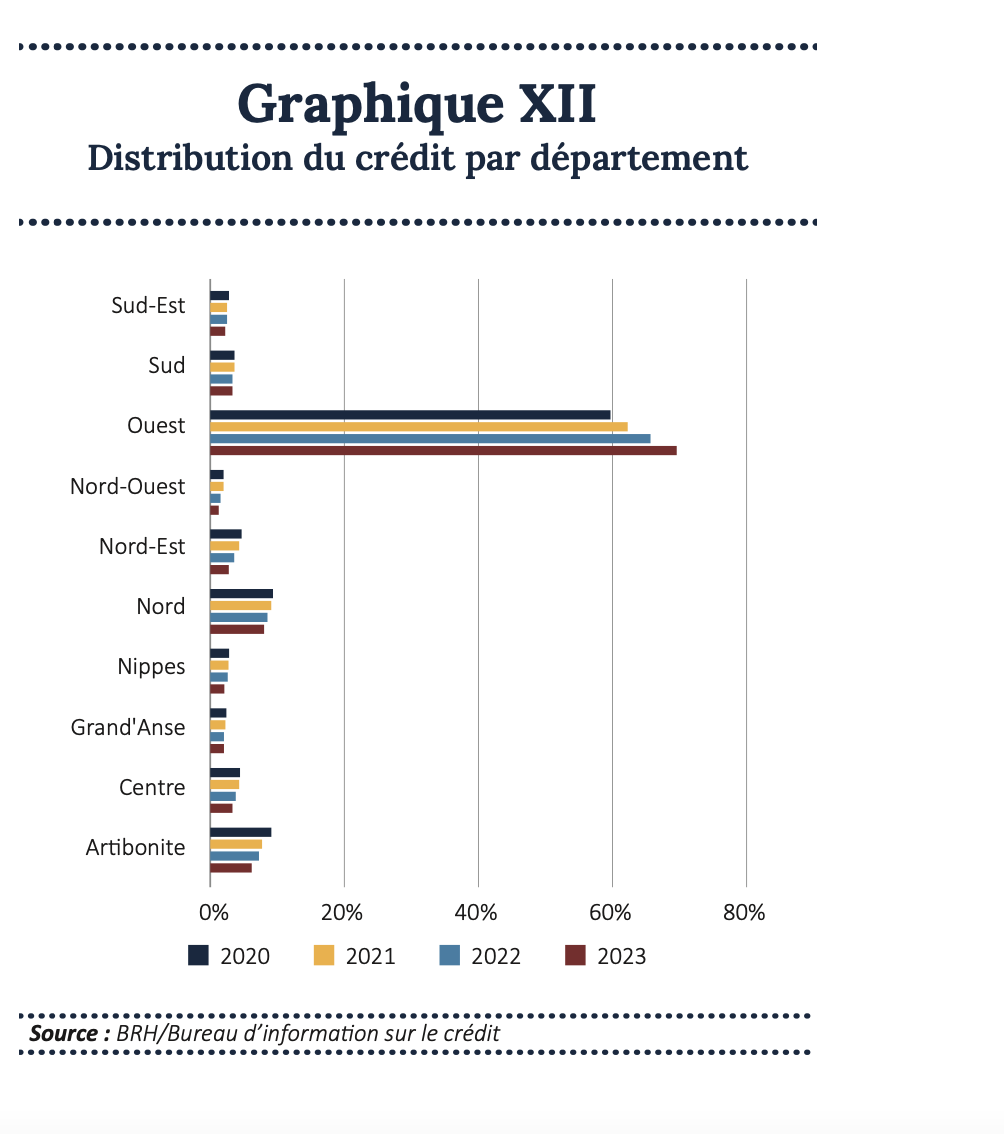 Graphique XII
Distribution du crédit par département
Sud-Est
Sud
Ouest
Nord-Ouest
Nord-Est
Nord
Nippes
Grand'Anse
Centre
Artibonite
0% 20% 40% 60% 80%
2020 2021 2022 2023
Source : BRH/Bureau d’information sur le crédit